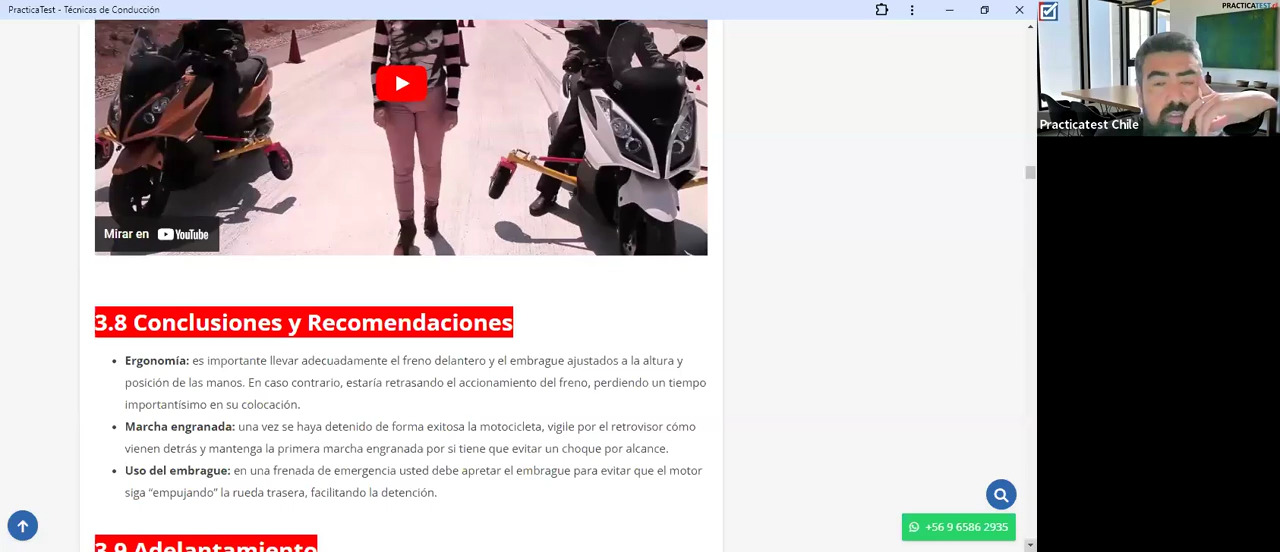 PracticaTest - Técnicas de Conducción
PRACTICATEST
Practicatest Chile
Mirar en YouTube
3.8 Conclusiones y Recomendaciones
• Ergonomía: es importante llevar adecuadamente el freno delantero y el embrague ajustados a la altura y
posición de las manos. En caso contrario, estaría retrasando el accionamiento del freno, perdiendo un tiempo
importantísimo en su colocación.
• Marcha engranada: una vez se haya detenido de forma exitosa la motocicleta, vigile por el retrovisor cómo
vienen detrás y mantenga la primera marcha engranada por si tiene que evitar un choque por alcance.
• Uso del embrague: en una frenada de emergencia usted debe apretar el embrague para evitar que el motor
siga “empujando” la rueda trasera, facilitando la detención.
+56 9 6586 2935
3.9 Adelantamiento